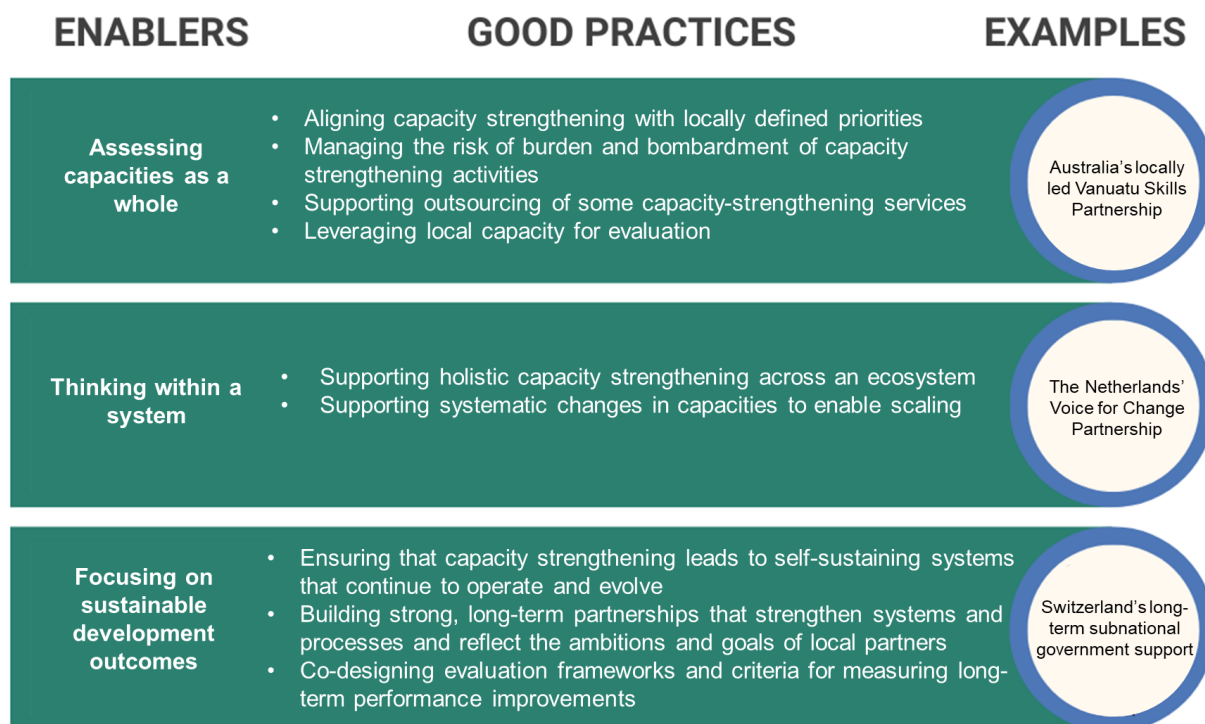 ENABLERS
GOOD PRACTICES
EXAMPLES
Assessing
capacities as a
whole
• Aligning capacity strengthening with locally defined priorities
• Managing the risk of burden and bombardment of capacity
strengthening activities
• Supporting outsourcing of some capacity-strengthening services
• Leveraging local capacity for evaluation
Australia's locally
led Vanuatu Skills
Partnership
Thinking within a
system
• Supporting holistic capacity strengthening across an ecosystem
• Supporting systematic changes in capacities to enable scaling
The Netherlands'
Voice for Change
Partnership
Focusing on
sustainable
development
outcomes
• Ensuring that capacity strengthening leads to self-sustaining systems
that continue to operate and evolve
• Building strong, long-term partnerships that strengthen systems and
processes and reflect the ambitions and goals of local partners
• Co-designing evaluation frameworks and criteria for measuring long-
term performance improvements
Switzerland's long-
term subnational
government support